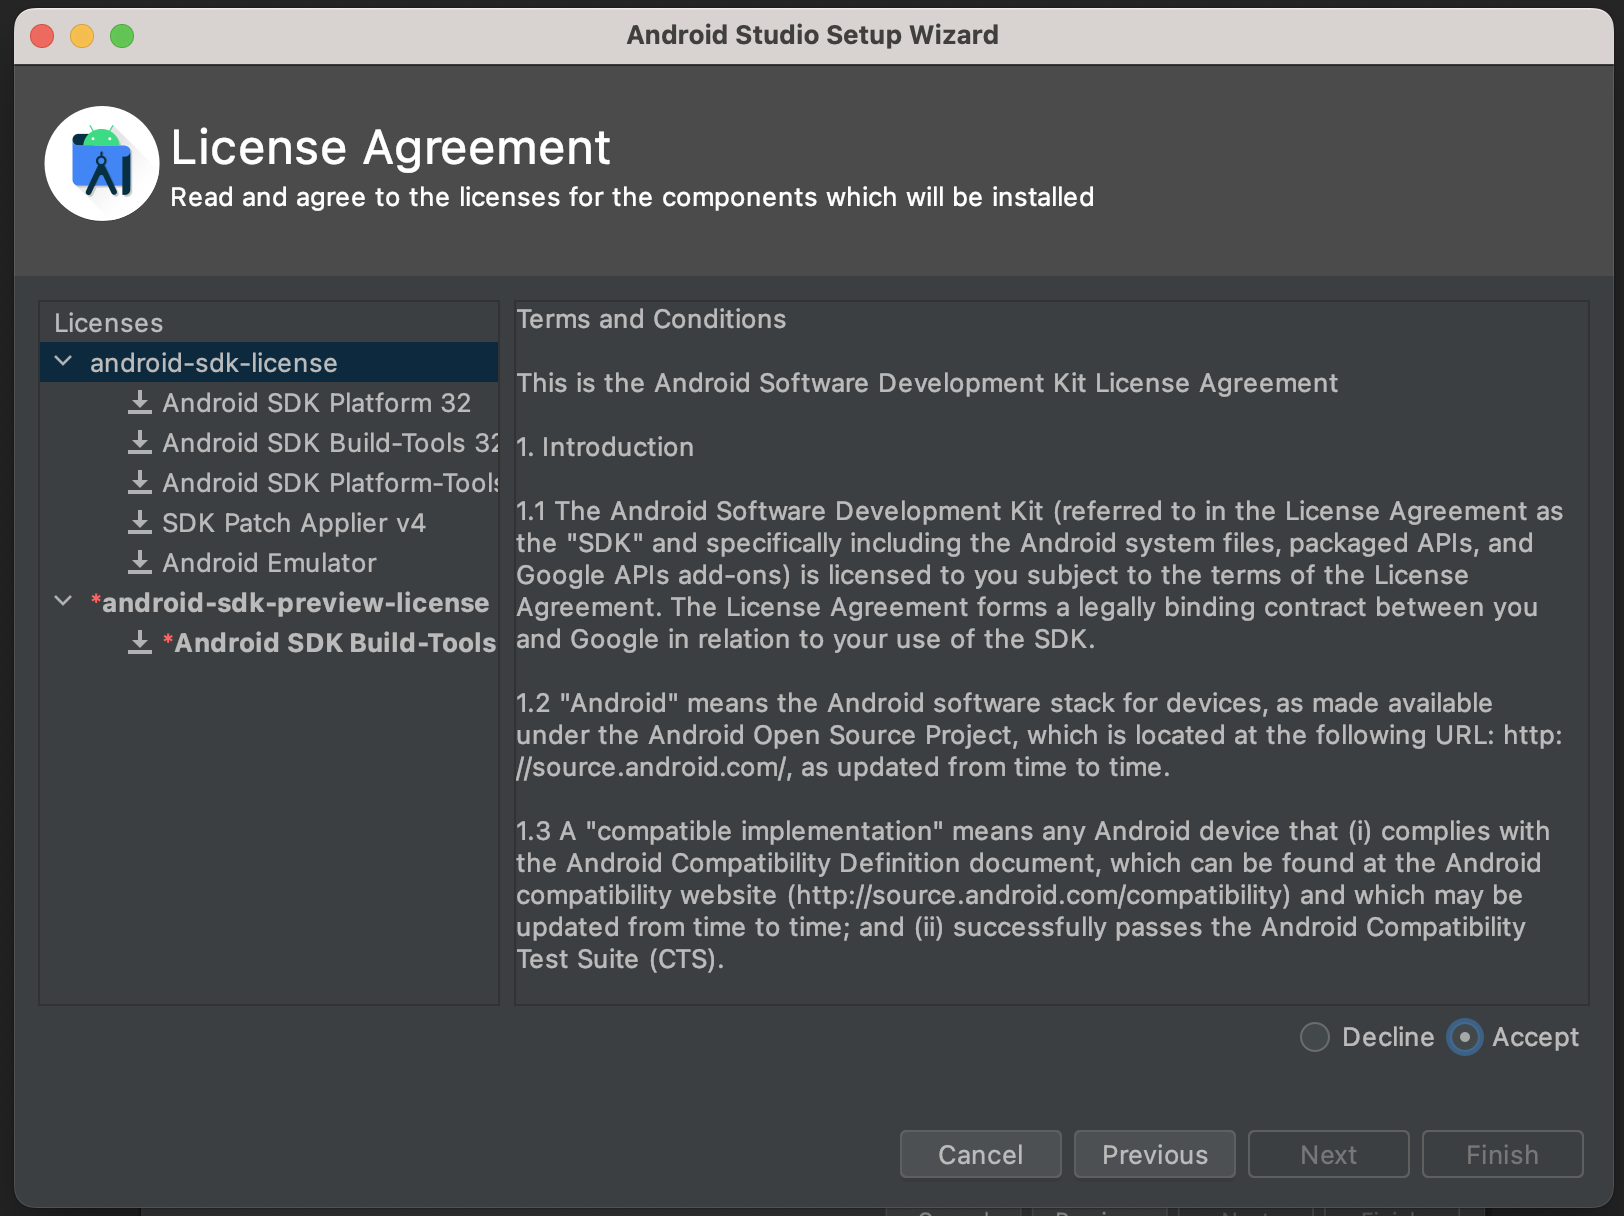 Android Studio Setup Wizard
License Agreement
Read and agree to the licenses for the components which will be installed
Licenses
android-sdk-license
Android SDK Platform 32
Android SDK Build-Tools 32
Android SDK Platform-Tools
SDK Patch Applier v4
Android Emulator
*android-sdk-preview-license
*Android SDK Build-Tools
Terms and Conditions
This is the Android Software Development Kit License Agreement
1. Introduction
1.1 The Android Software Development Kit (referred to in the License Agreement as
the "SDK" and specifically including the Android system files, packaged APIs, and
Google APIs add-ons) is licensed to you subject to the terms of the License
Agreement. The License Agreement forms a legally binding contract between you
and Google in relation to your use of the SDK.
1.2 "Android" means the Android software stack for devices, as made available
under the Android Open Source Project, which is located at the following URL: http:
//source.android.com/, as updated from time to time.
1.3 A "compatible implementation" means any Android device that (i) complies with
the Android Compatibility Definition document, which can be found at the Android
compatibility website (http://source.android.com/compatibility) and which may be
updated from time to time; and (ii) successfully passes the Android Compatibility
Test Suite (CTS).
Decline Accept
Cancel Previous Next Finish